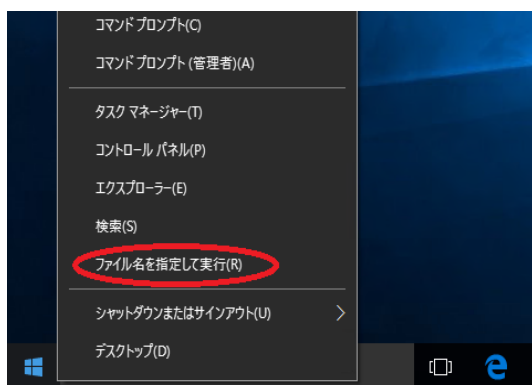 コマンド プロンプト(C)
コマンド プロンプト (管理者)(A)
タスク マネージャー(T)
コントロール パネル(P)
エクスプローラー(E)
検索(S)
ファイル名を指定して実行(R)
シャットダウンまたはサインアウト(U)
デスクトップ(D)